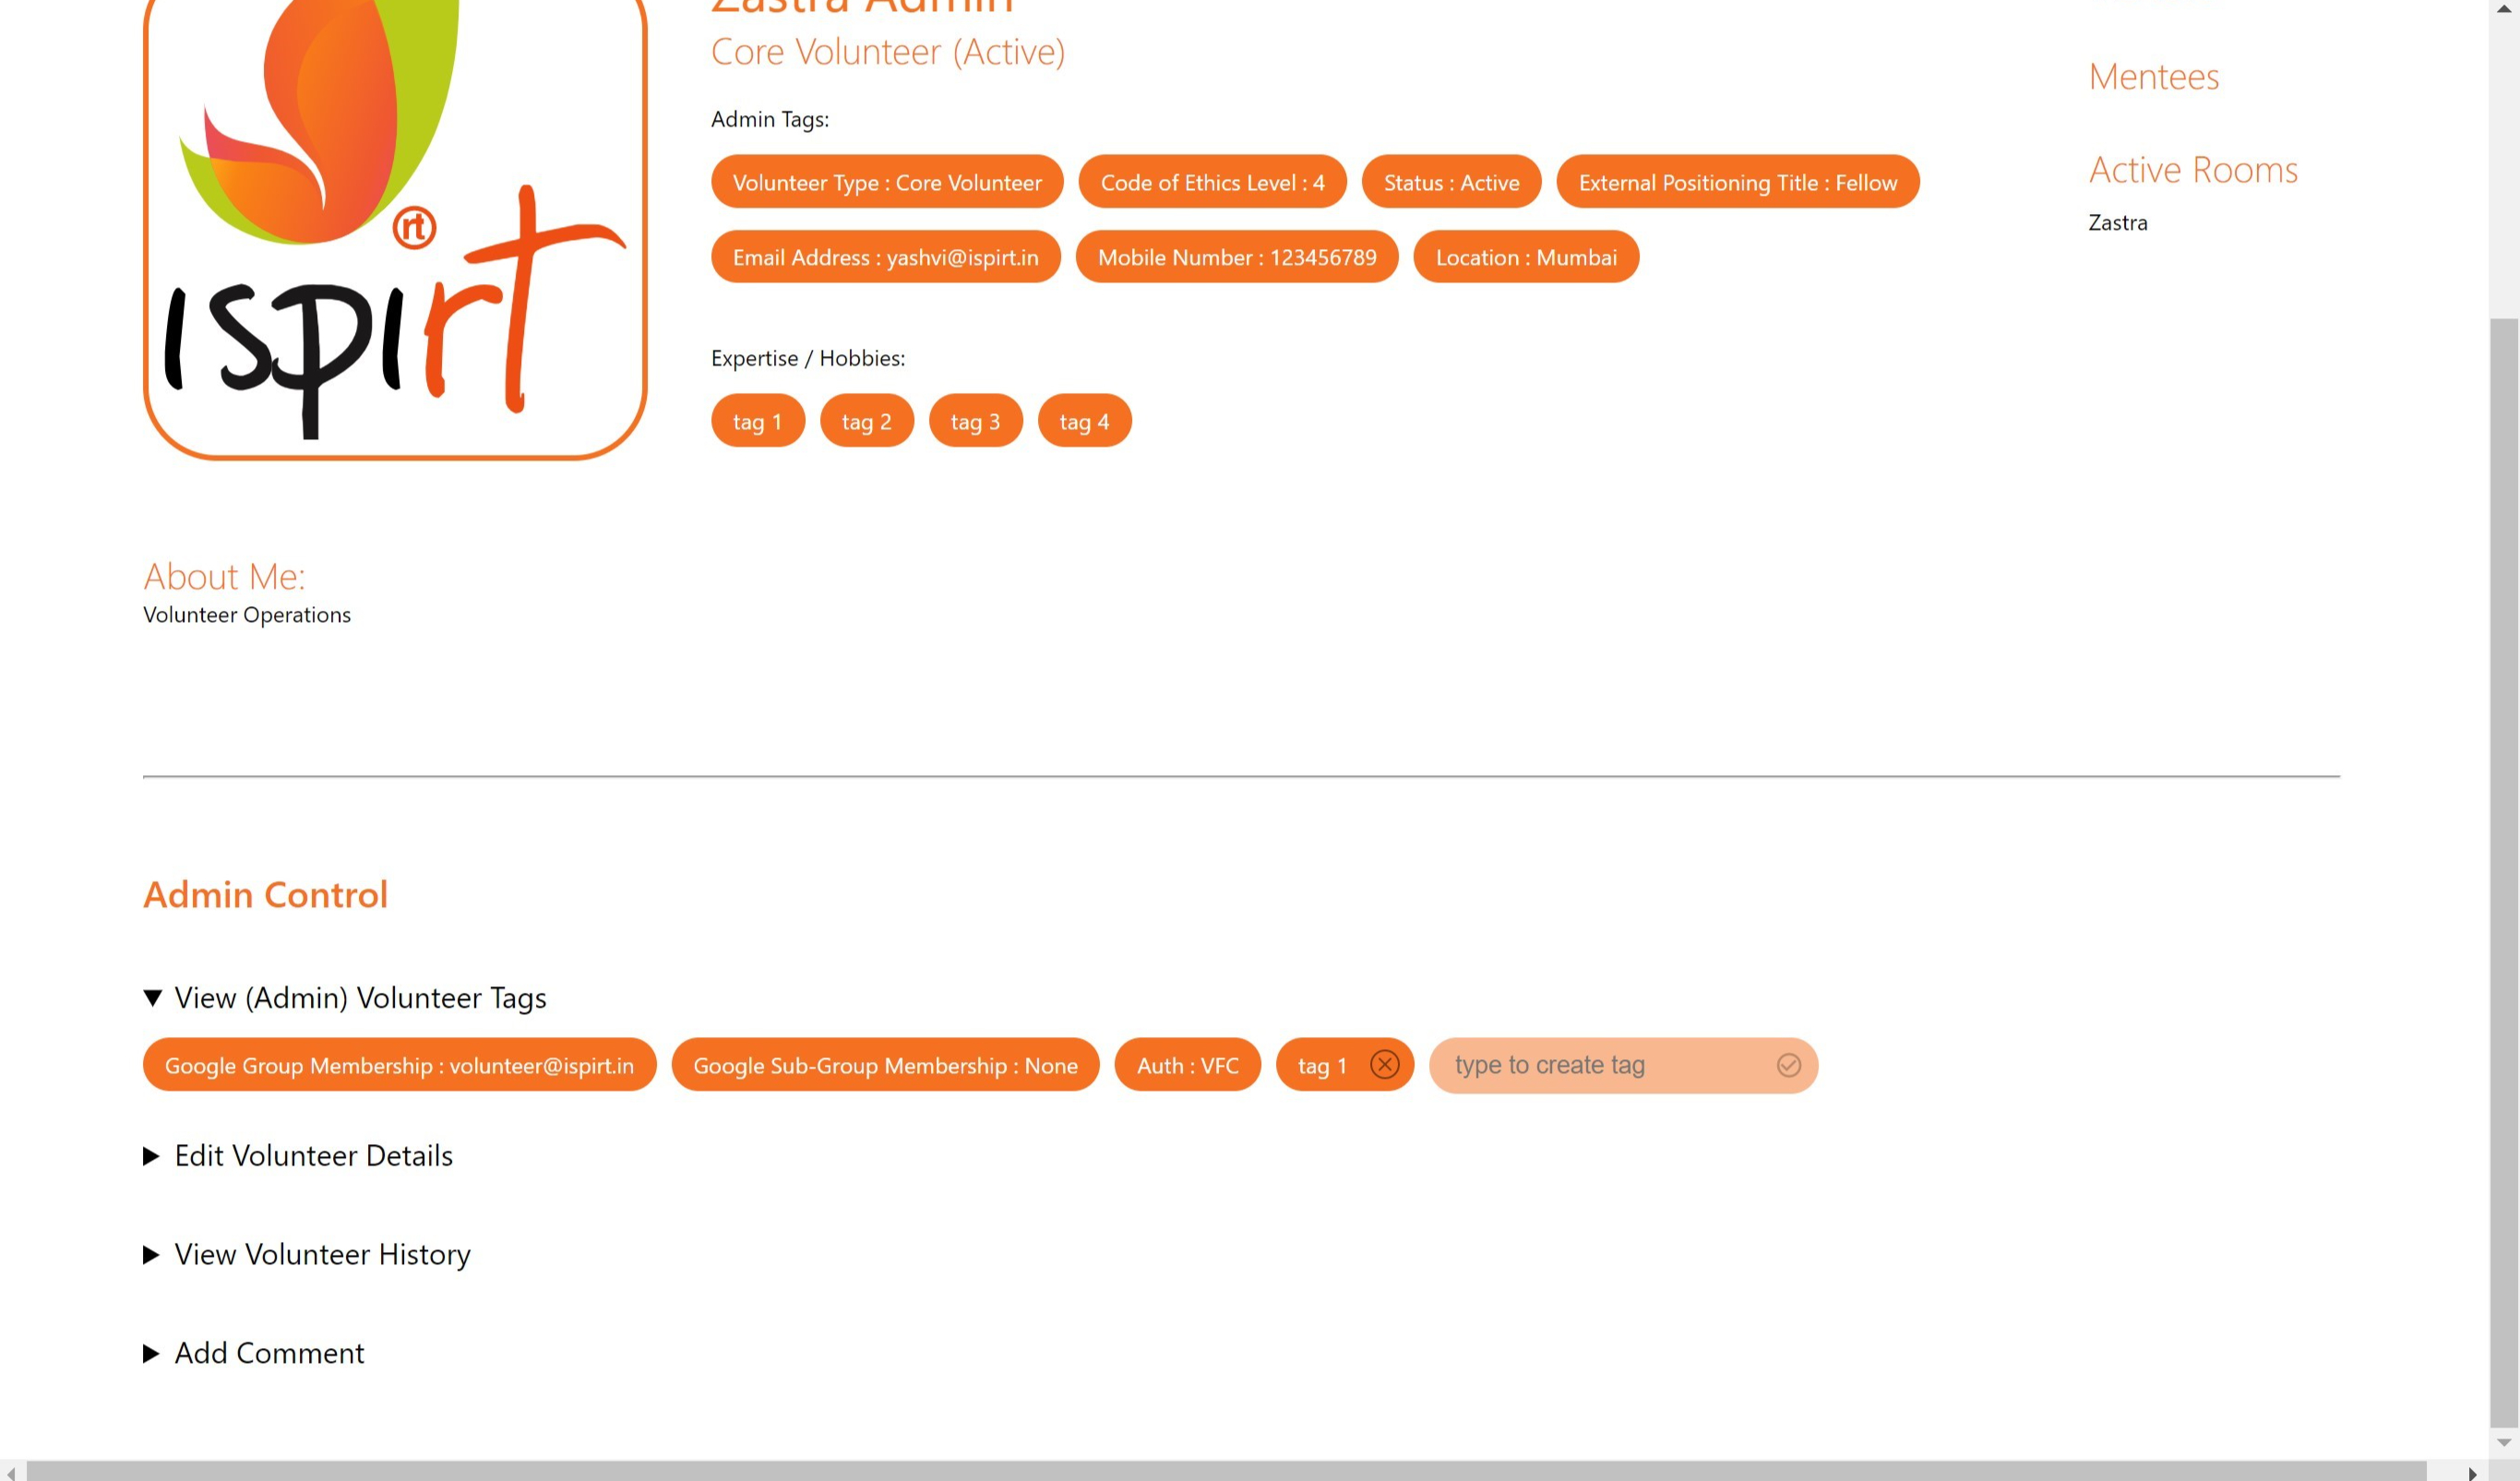 Zastra Admin
Core Volunteer (Active)
Admin Tags:
Volunteer Type : Core Volunteer Code of Ethics Level : 4 Status : Active External Positioning Title : Fellow
Email Address : yashvi@ispirt.in Mobile Number : 123456789 Location : Mumbai
Expertise / Hobbies:
tag 1 tag 2 tag 3 tag 4
rt
ıspırt
Mentees
Active Rooms
Zastra
About Me:
Volunteer Operations
Admin Control
View (Admin) Volunteer Tags
Google Group Membership : volunteer@ispirt.in Google Sub-Group Membership : None Auth : VFC tag 1 type to create tag
Edit Volunteer Details
View Volunteer History
Add Comment